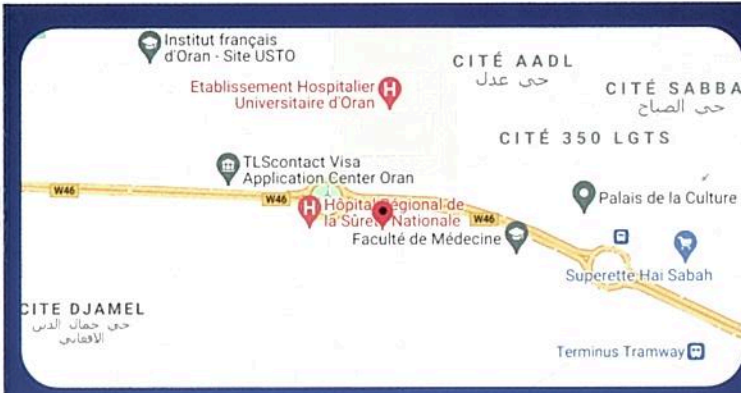 Institut français
d'Oran - Site USTO
CITÉ AADL
حي عدل
Etablissement Hospitalier
Universitaire d'Oran
CITÉ SABBA
حي الصباح
CITÉ 350 LGTS
TLScontact Visa
Application Center Oran
W46
W46
Hôpital Régional de
la Sûreté Nationale
W46
Palais de la Culture
Faculté de Médecine
Superette Hai Sabah
CITE DJAMEL
حي جمال الدين
الافغاني
Terminus Tramway